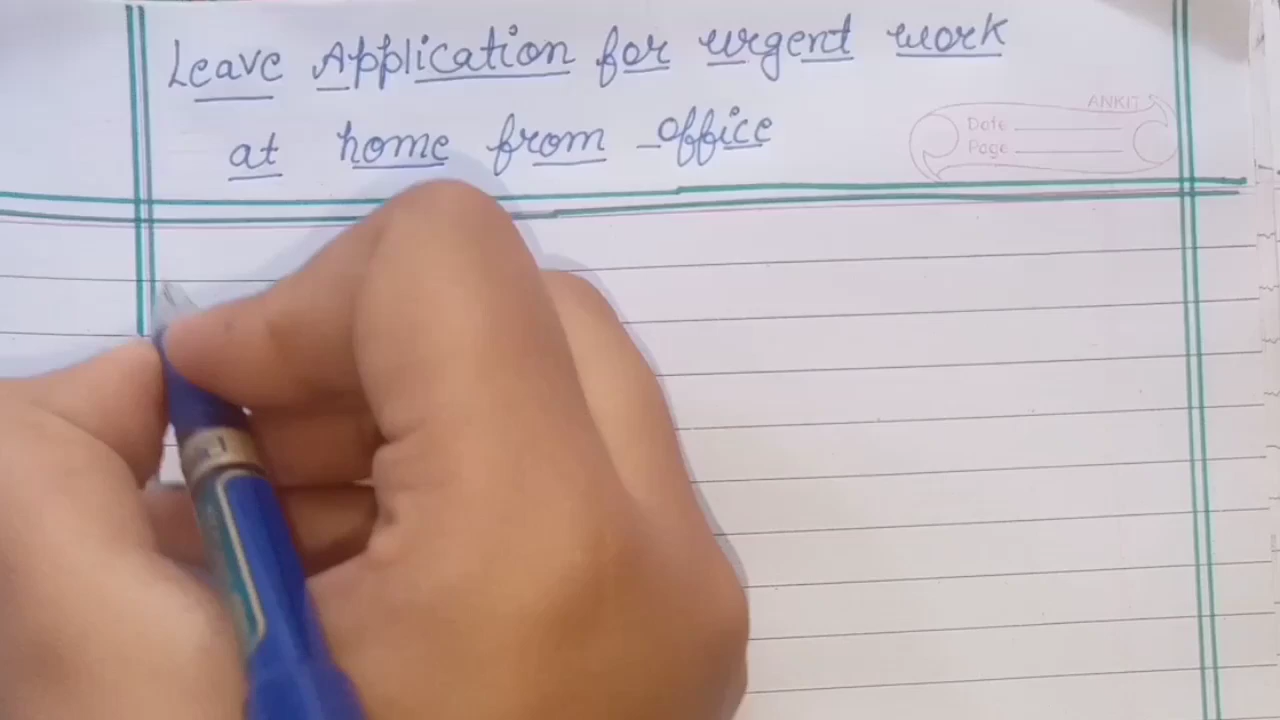 Leave Application for urgent work
at home from office
ANKIT
Date
Page